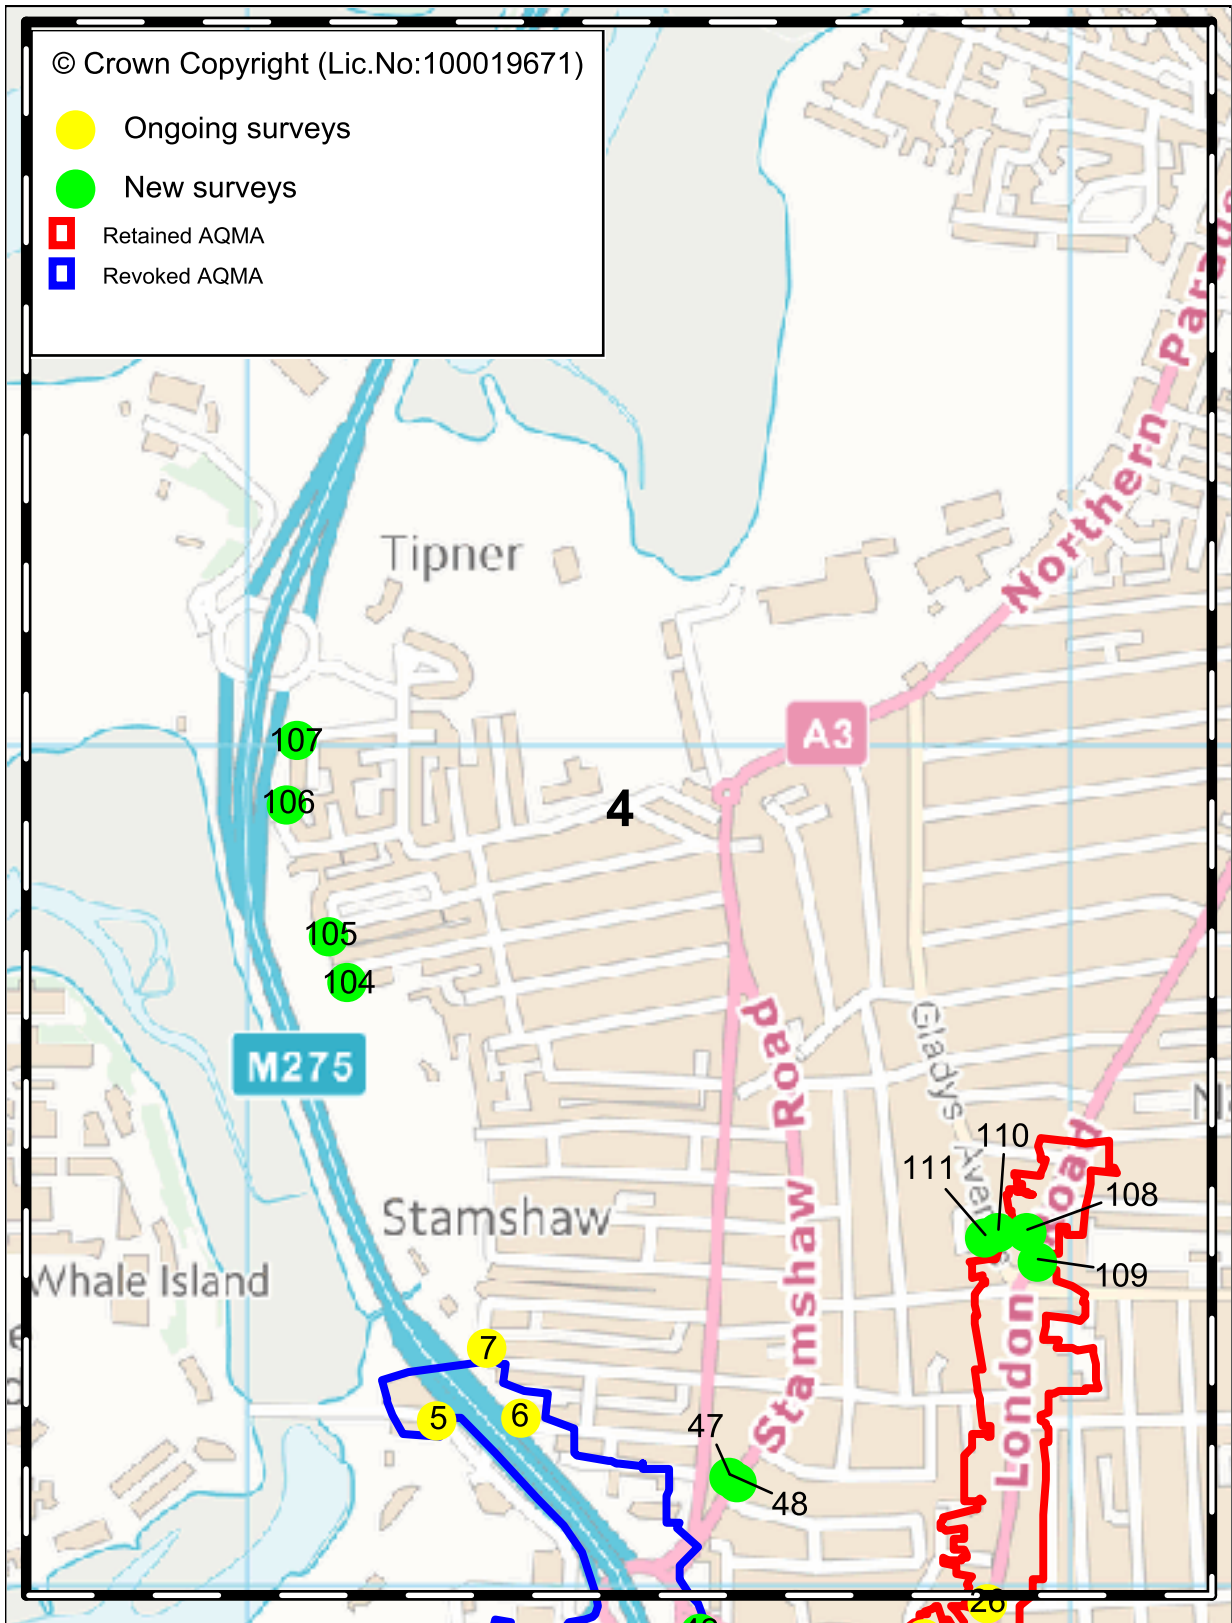 © Crown Copyright (Lic.No:100019671)
Ongoing surveys
New surveys
Retained AQMA
Revoked AQMA
Northern Parade
Tipner
A3
107
106
4
105
104
Stamshaw Road
Gladys
M275
110
111
108
109
Road
London
Stamshaw
Whale Island
7
5
6
47
48
26